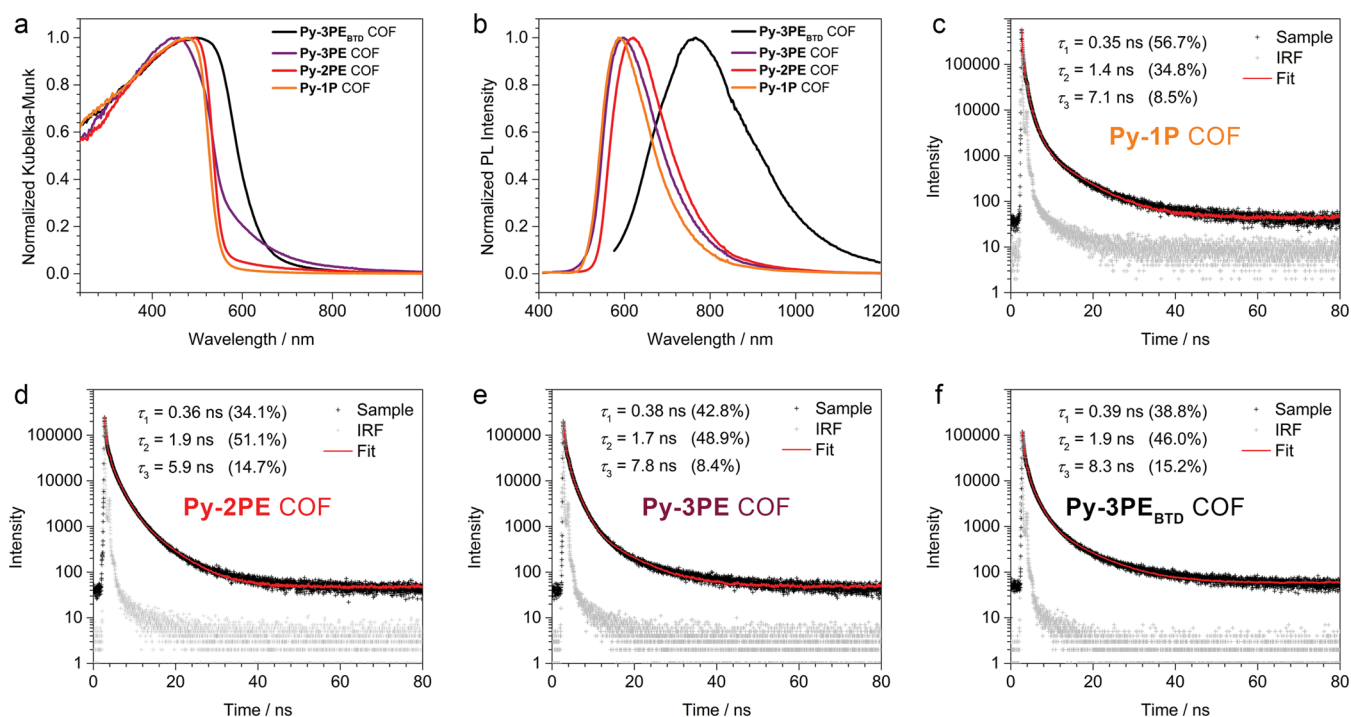 a
Py-3PE_BTD COF
Py-3PE COF
Py-2PE COF
Py-1P COF
1.0
0.8
0.6
0.4
0.2
0.0
Normalized Kubelka-Munk
400 600 800 1000
Wavelength / nm
b
Py-3PE_BTD COF
Py-3PE COF
Py-2PE COF
Py-1P COF
1.0
0.8
0.6
0.4
0.2
0.0
Normalized PL Intensity
400 500 600 700 800 900 1000 1200
Wavelength / nm
c
τ1 = 0.35 ns (56.7%)
τ2 = 1.4 ns (34.8%)
τ3 = 7.1 ns (8.5%)
Sample
IRF
Fit
Py-1P COF
100000
10000
1000
100
10
1
Intensity
0 20 40 60 80
Time / ns
d
τ1 = 0.36 ns (34.1%)
τ2 = 1.9 ns (51.1%)
τ3 = 5.9 ns (14.7%)
Sample
IRF
Fit
Py-2PE COF
100000
10000
1000
100
10
1
Intensity
0 20 40 60 80
Time / ns
e
τ1 = 0.38 ns (42.8%)
τ2 = 1.7 ns (48.9%)
τ3 = 7.8 ns (8.4%)
Sample
IRF
Fit
Py-3PE COF
100000
10000
1000
100
10
1
Intensity
0 20 40 60 80
Time / ns
f
τ1 = 0.39 ns (38.8%)
τ2 = 1.9 ns (46.0%)
τ3 = 8.3 ns (15.2%)
Sample
IRF
Fit
Py-3PE_BTD COF
100000
10000
1000
100
10
1
Intensity
0 20 40 60 80
Time / ns